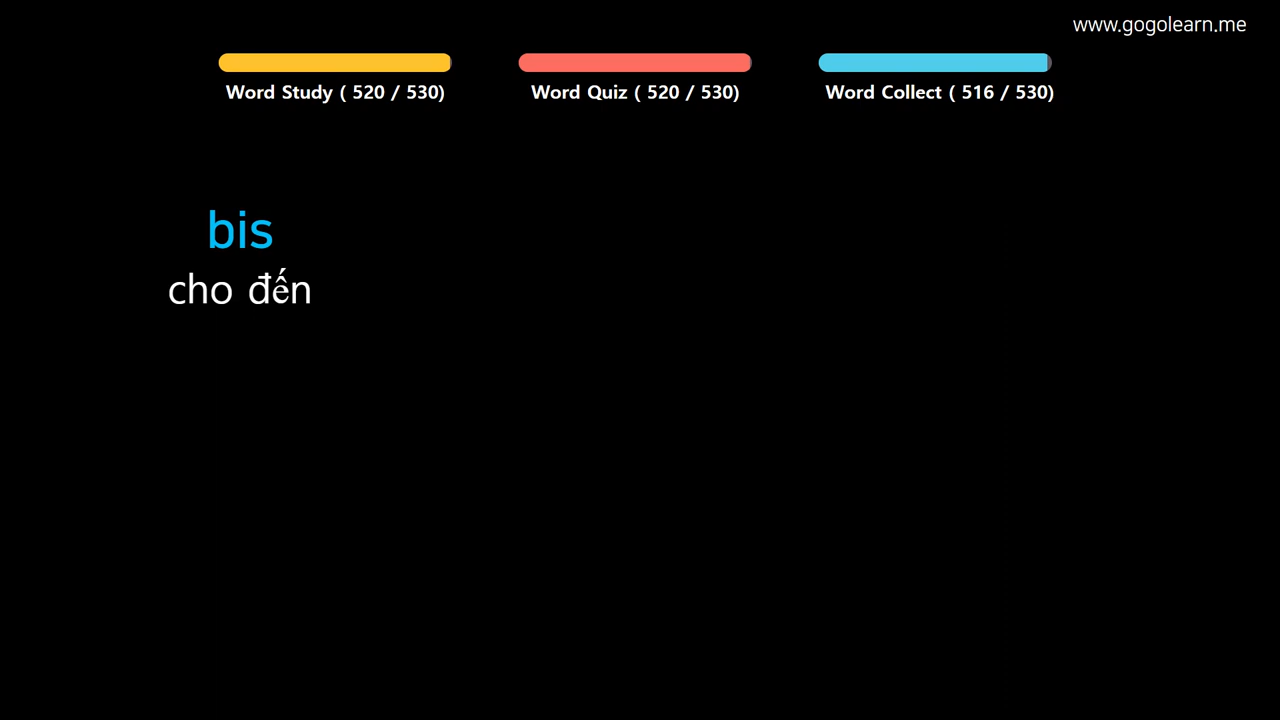 www.gogolearn.me
Word Study ( 520 / 530)
Word Quiz ( 520 / 530)
Word Collect ( 516 / 530)
bis
cho đến